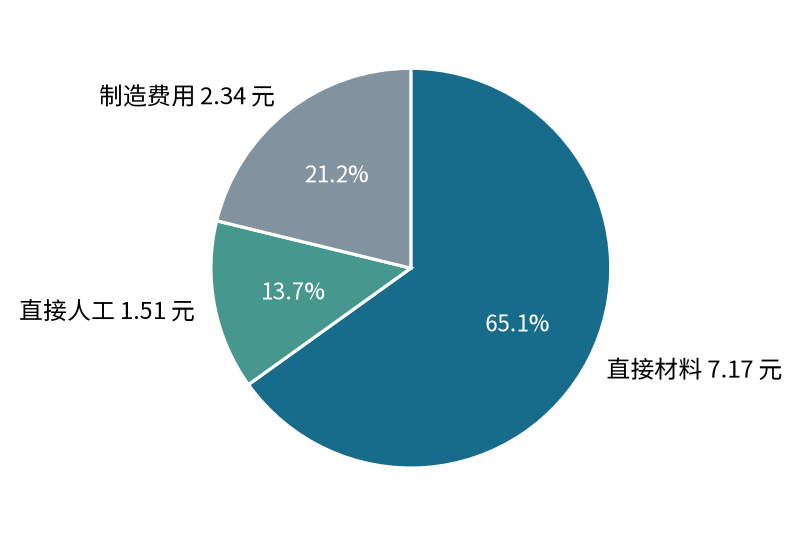 制造费用 2.34 元
21.2%
13.7%
直接人工 1.51 元
65.1%
直接材料 7.17 元